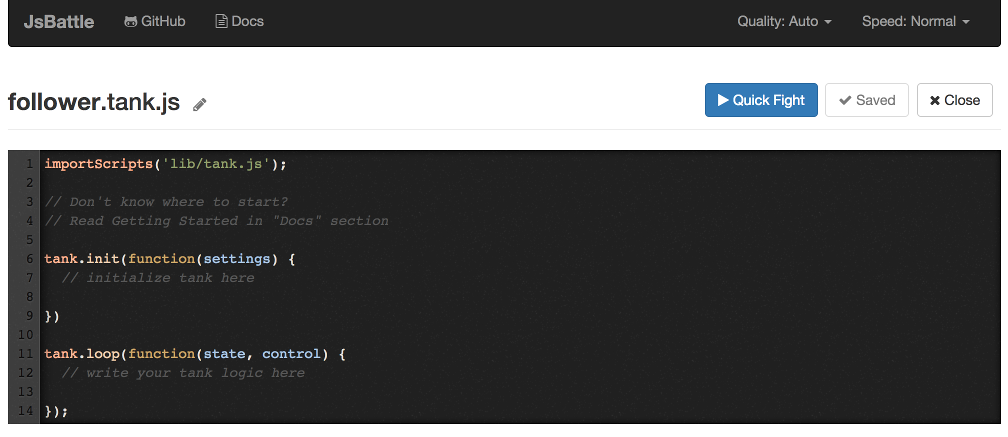 JsBattle GitHub Docs Quality: Auto Speed: Normal
follower.tank.js Quick Fight Saved Close
1 importScripts('lib/tank.js');
2
3 // Don't know where to start?
4 // Read Getting Started in "Docs" section
5
6 tank.init(function(settings) {
7   // initialize tank here
8
9 })
10
11 tank.loop(function(state, control) {
12   // write your tank logic here
13
14 });